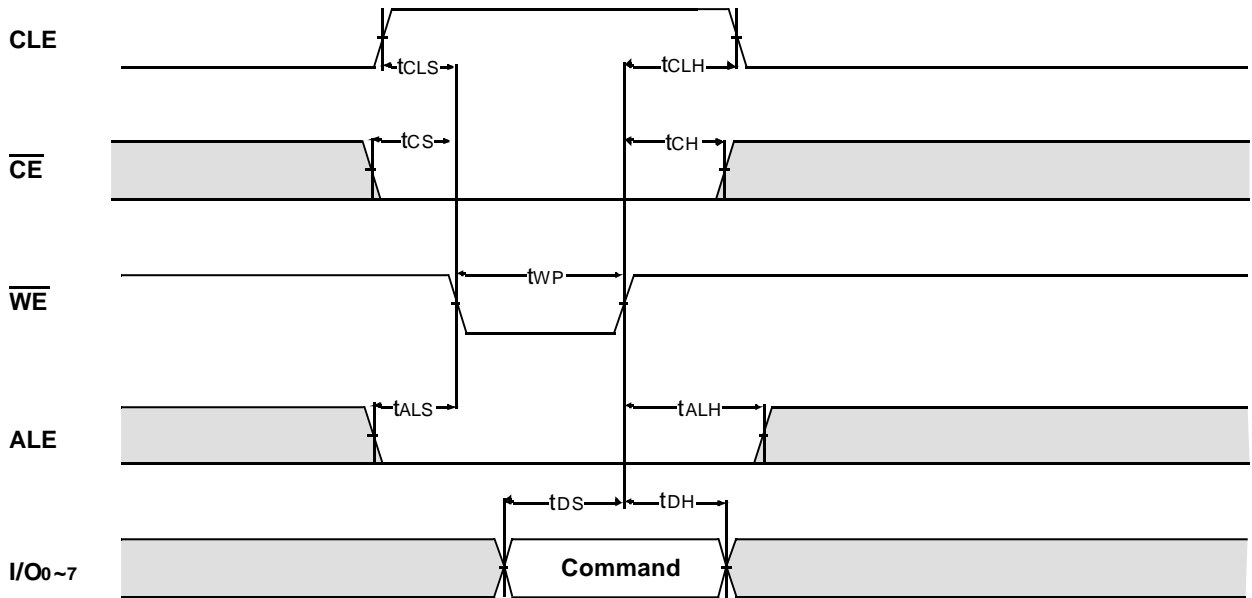 CLE
tCLS
tCLH
CE
tCS
tCH
WE
tWP
ALE
tALS
tALH
tDS
tDH
I/O0~7
Command